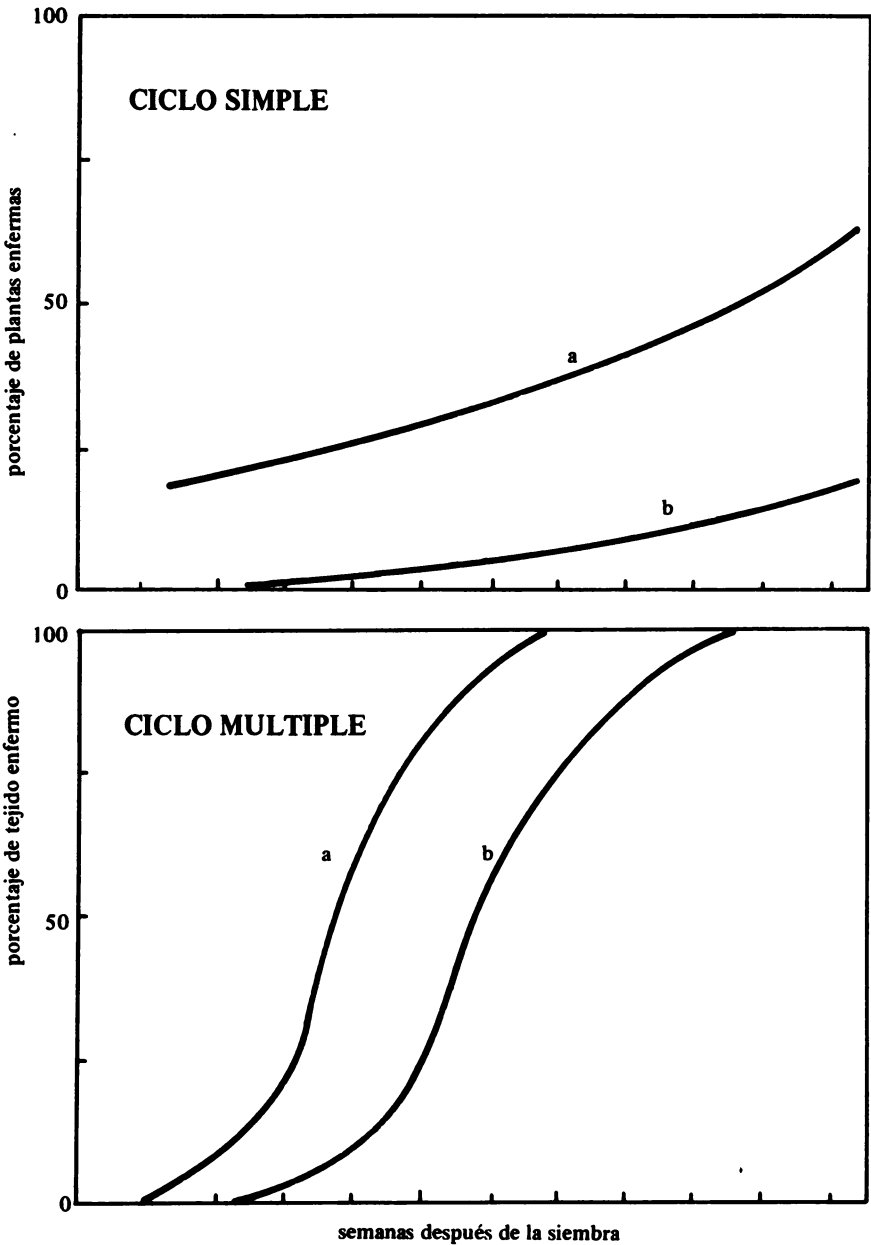 100
CICLO SIMPLE
porcentaje de plantas enfermas
50
a
b
0
100
CICLO MULTIPLE
porcentaje de tejido enfermo
a
b
50
0
semanas después de la siembra